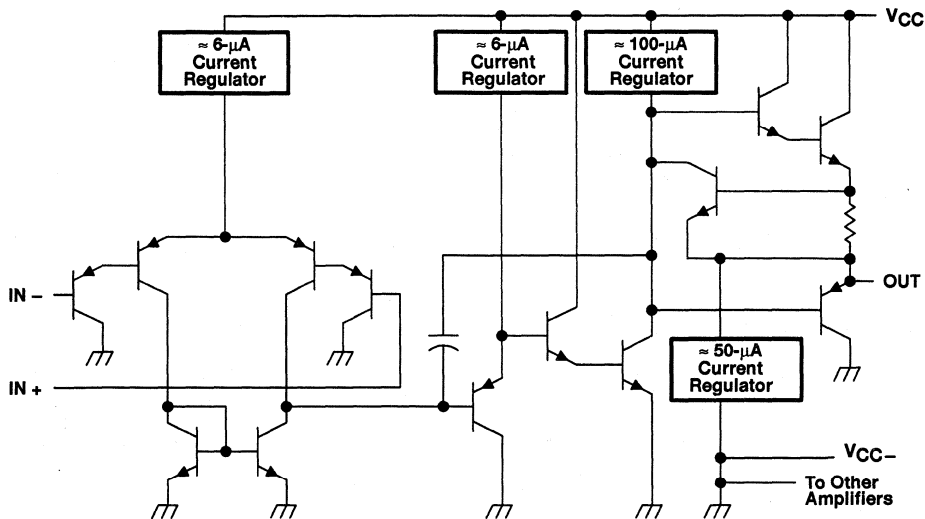 ≈ 6-μA
Current
Regulator
≈ 6-μA
Current
Regulator
≈ 100-μA
Current
Regulator
VCC
IN –
IN +
OUT
≈ 50-μA
Current
Regulator
VCC–
To Other
Amplifiers